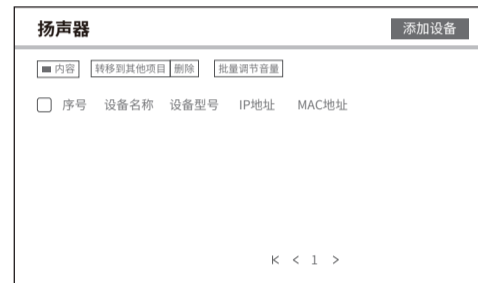 扬声器 添加设备
内容 转移到其他项目 删除 批量调节音量
序号 设备名称 设备型号 IP地址 MAC地址
K < 1 >